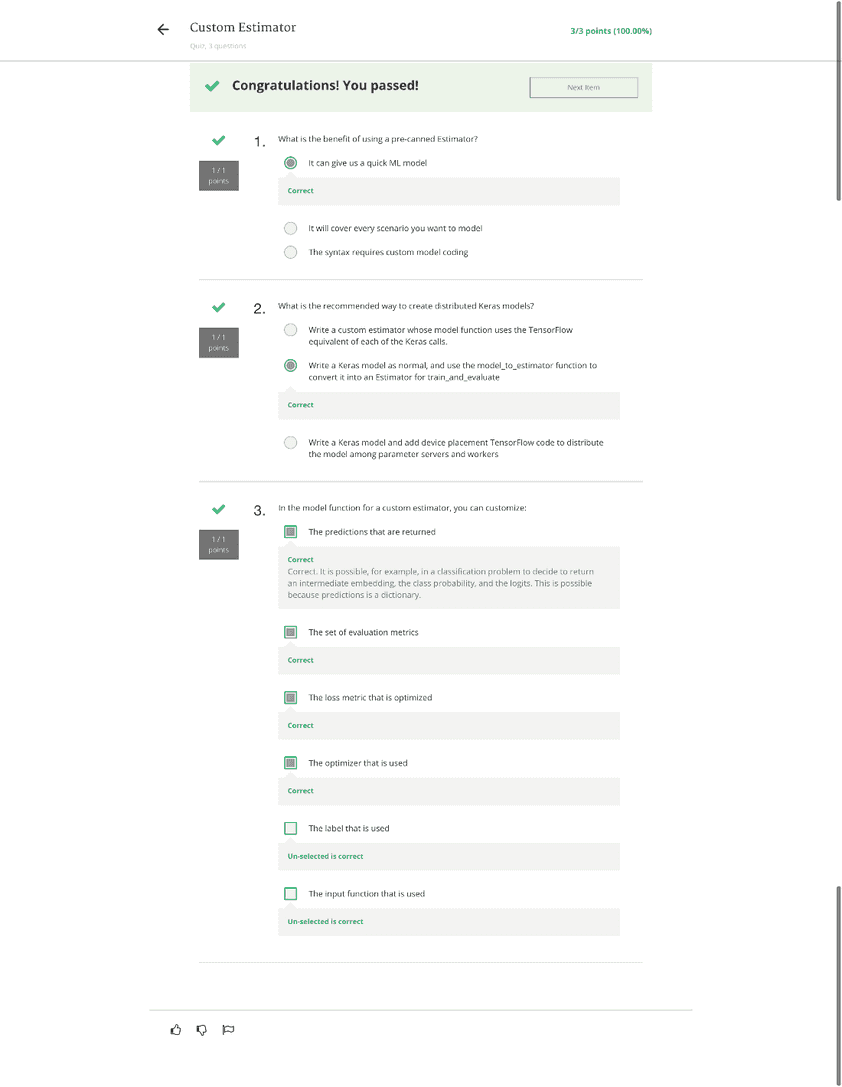 Custom Estimator
3/3 points (100.00%)
Quiz, 3 questions
Congratulations! You passed!
Next Item
1.
What is the benefit of using a pre-canned Estimator?
1 / 1
points
It can give us a quick ML model
Correct
It will cover every scenario you want to model
The syntax requires custom model coding
2.
What is the recommended way to create distributed Keras models?
1 / 1
points
Write a custom estimator whose model function uses the TensorFlow
equivalent of each of the Keras calls.
Write a Keras model as normal, and use the model_to_estimator function to
convert it into an Estimator for train_and_evaluate
Correct
Write a Keras model and add device placement TensorFlow code to distribute
the model among parameter servers and workers
3.
In the model function for a custom estimator, you can customize:
1 / 1
points
The predictions that are returned
Correct
Correct. It is possible, for example, in a classification problem to decide to return
an intermediate embedding, the class probability, and the logits. This is possible
because predictions is a dictionary.
The set of evaluation metrics
Correct
The loss metric that is optimized
Correct
The optimizer that is used
Correct
The label that is used
Un-selected is correct
The input function that is used
Un-selected is correct